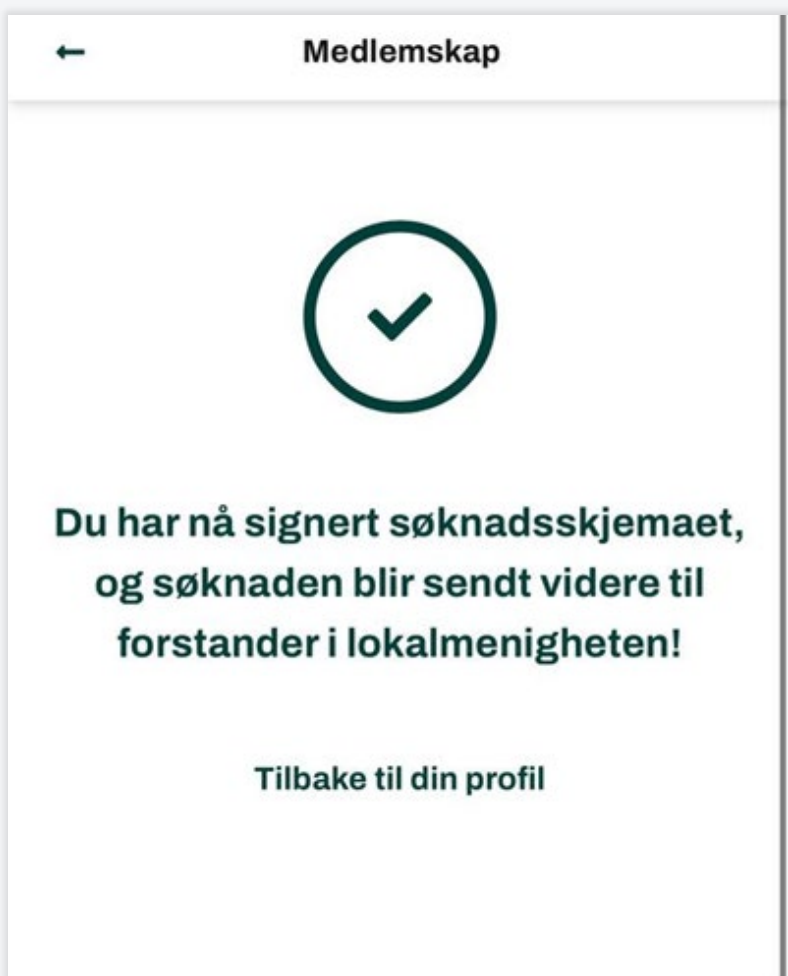 Medlemskap
Du har nå signert søknadsskjemaet,
og søknaden blir sendt videre til
forstander i lokalmenigheten!
Tilbake til din profil